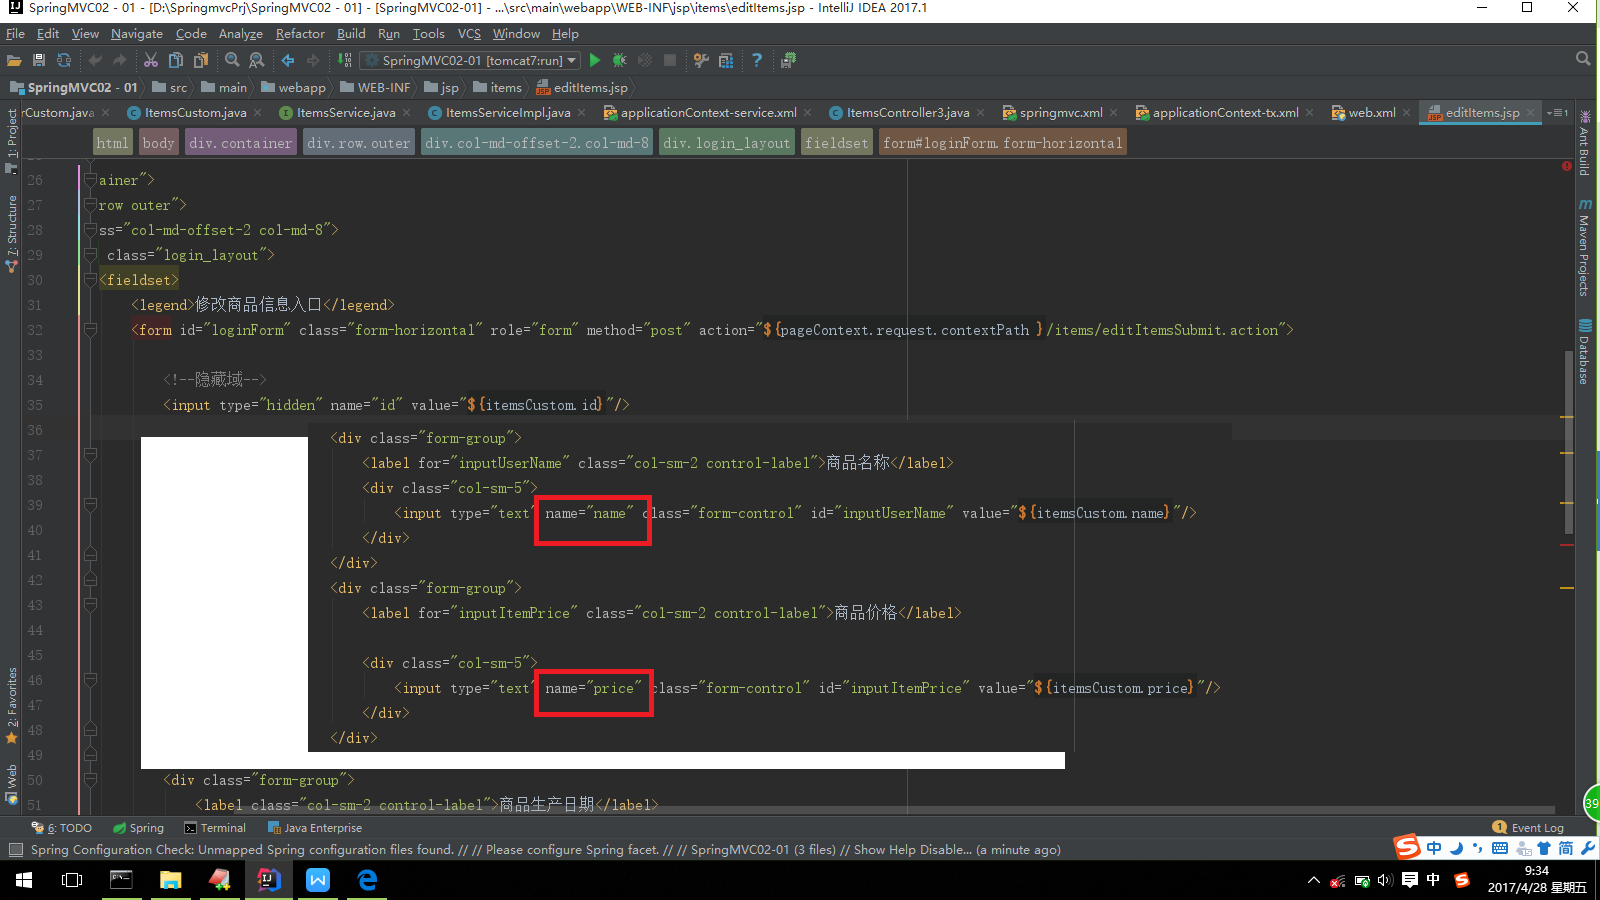 SpringMVC02 - 01 - [D:\SpringmvcPrj\SpringMVC02 - 01] - [SpringMVC02-01] - ...\src\main\webapp\WEB-INF\jsp\items\editItems.jsp - IntelliJ IDEA 2017.1
File Edit View Navigate Code Analyze Refactor Build Run Tools VCS Window Help
SpringMVC02-01 [tomcat7:run]
SpringMVC02 - 01 src main webapp WEB-INF jsp items editItems.jsp
rCustom.java ItemsCustom.java ItemsService.java ItemsServiceImpl.java applicationContext-service.xml ItemsController3.java springmvc.xml applicationContext-tx.xml web.xml editItems.jsp
html body div.container div.row.outer div.col-md-offset-2.col-md-8 div.login_layout fieldset form#loginForm.form-horizontal
1: Project
7: Structure
2: Favorites
Web
Ant Build
Maven Projects
Database
26 ainer">
27 row outer">
28 ss="col-md-offset-2 col-md-8">
29 class="login_layout">
30 <fieldset>
31 <legend>修改商品信息入口</legend>
32 <form id="loginForm" class="form-horizontal" role="form" method="post" action="${pageContext.request.contextPath }/items/editItemsSubmit.action">
33
34 <!--隐藏域-->
35 <input type="hidden" name="id" value="${itemsCustom.id}"/>
36
37
38
39
40
41
42
43
44
45
46
47
48
49
<div class="form-group">
<label for="inputUserName" class="col-sm-2 control-label">商品名称</label>
<div class="col-sm-5">
<input type="text" name="name" class="form-control" id="inputUserName" value="${itemsCustom.name}"/>
</div>
</div>
<div class="form-group">
<label for="inputItemPrice" class="col-sm-2 control-label">商品价格</label>
<div class="col-sm-5">
<input type="text" name="price" class="form-control" id="inputItemPrice" value="${itemsCustom.price}"/>
</div>
</div>
50 <div class="form-group">
51 <label class="col-sm-2 control-label">商品生产日期</label>
39
6: TODO Spring Terminal Java Enterprise 1 Event Log
Spring Configuration Check: Unmapped Spring configuration files found. // // Please configure Spring facet. // // SpringMVC02-01 (3 files) // Show Help Disable... (a minute ago)
中 简
中
9:34
2017/4/28 星期五